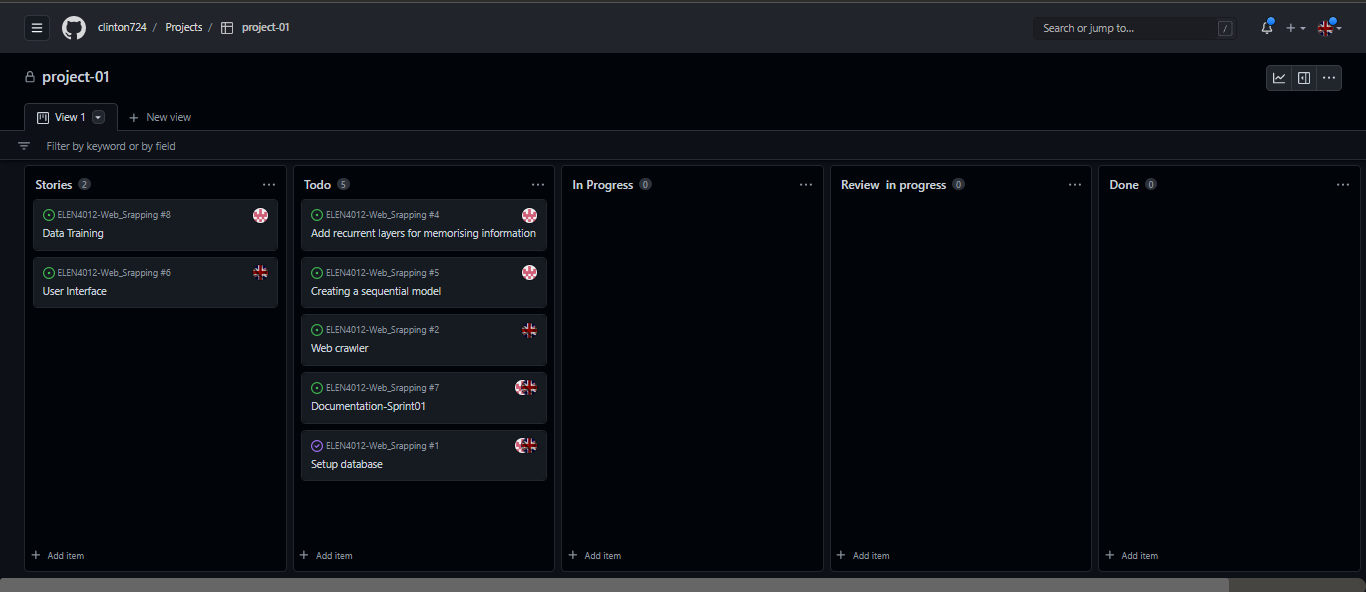 clinton724 / Projects / project-01
Search or jump to... /
project-01
View 1
New view
Filter by keyword or by field
Stories 2
ELEN4012-Web_Srapping #8
Data Training
ELEN4012-Web_Srapping #6
User Interface
Add item
Todo 5
ELEN4012-Web_Srapping #4
Add recurrent layers for memorising information
ELEN4012-Web_Srapping #5
Creating a sequential model
ELEN4012-Web_Srapping #2
Web crawler
ELEN4012-Web_Srapping #7
Documentation-Sprint01
ELEN4012-Web_Srapping #1
Setup database
Add item
In Progress 0
Add item
Review in progress 0
Add item
Done 0
Add item